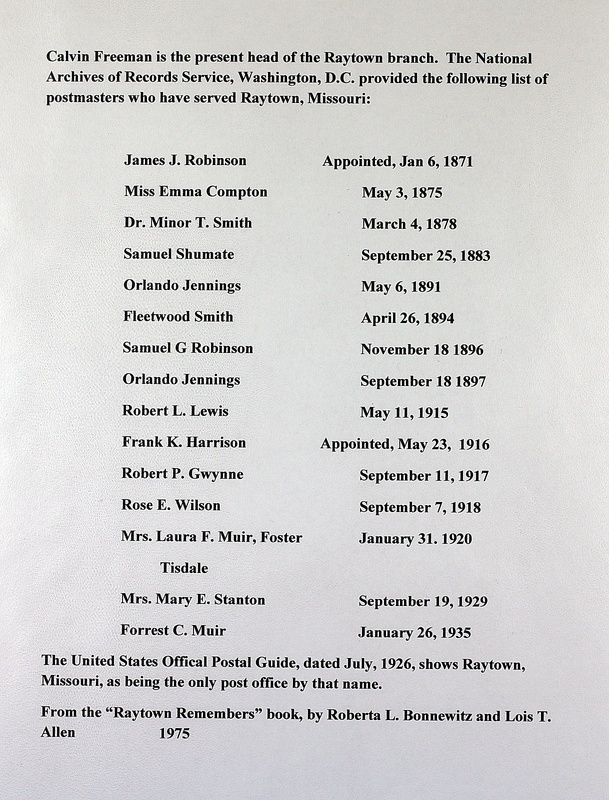 Calvin Freeman is the present head of the Raytown branch. The National
Archives of Records Service, Washington, D.C. provided the following list of
postmasters who have served Raytown, Missouri:
James J. Robinson Appointed, Jan 6, 1871
Miss Emma Compton May 3, 1875
Dr. Minor T. Smith March 4, 1878
Samuel Shumate September 25, 1883
Orlando Jennings May 6, 1891
Fleetwood Smith April 26, 1894
Samuel G Robinson November 18 1896
Orlando Jennings September 18 1897
Robert L. Lewis May 11, 1915
Frank K. Harrison Appointed, May 23, 1916
Robert P. Gwynne September 11, 1917
Rose E. Wilson September 7, 1918
Mrs. Laura F. Muir, Foster January 31. 1920
Tisdale
Mrs. Mary E. Stanton September 19, 1929
Forrest C. Muir January 26, 1935
The United States Offical Postal Guide, dated July, 1926, shows Raytown,
Missouri, as being the only post office by that name.
From the “Raytown Remembers” book, by Roberta L. Bonnewitz and Lois T.
Allen 1975